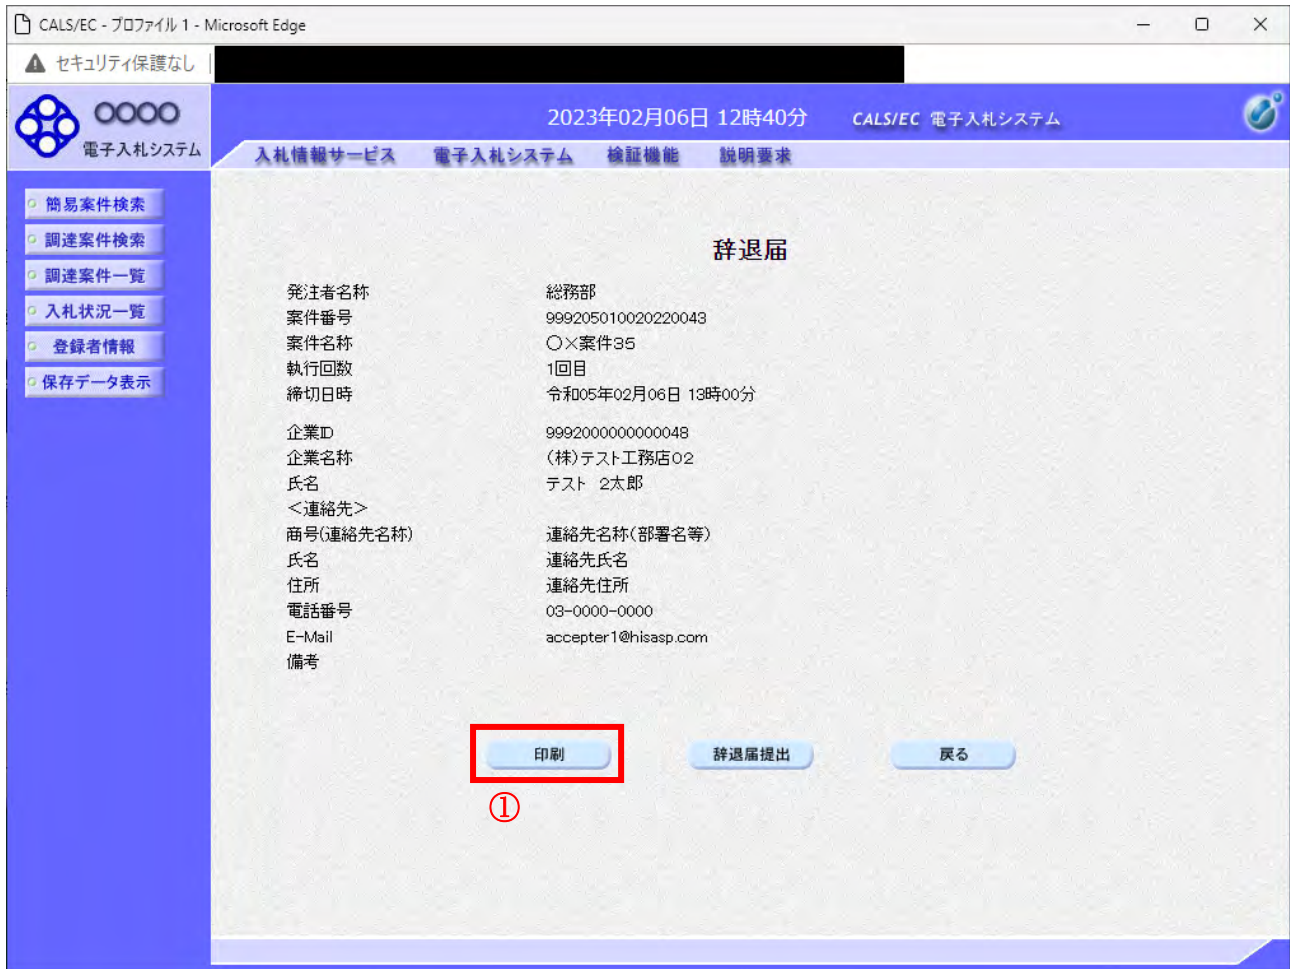 CALS/EC - プロファイル 1 - Microsoft Edge
セキュリティ保護なし
○○○○
電子入札システム
2023年02月06日 12時40分
CALS/EC 電子入札システム
入札情報サービス 電子入札システム 検証機能 説明要求
簡易案件検索
調達案件検索
調達案件一覧
入札状況一覧
登録者情報
保存データ表示
辞退届
発注者名称 総務部
案件番号 999205010020220043
案件名称 ○×案件35
執行回数 1回目
締切日時 令和05年02月06日 13時00分
企業ID 9992000000000048
企業名称 (株)テスト工務店02
氏名 テスト 2太郎
<連絡先>
商号(連絡先名称) 連絡先名称(部署名等)
氏名 連絡先氏名
住所 連絡先住所
電話番号 03-0000-0000
E-Mail accepter1@hisasp.com
備考
印刷 辞退届提出 戻る
①